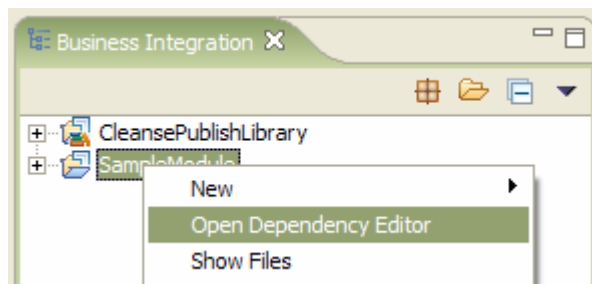 Business Integration
CleansePublishLibrary
SampleModule
New
Open Dependency Editor
Show Files